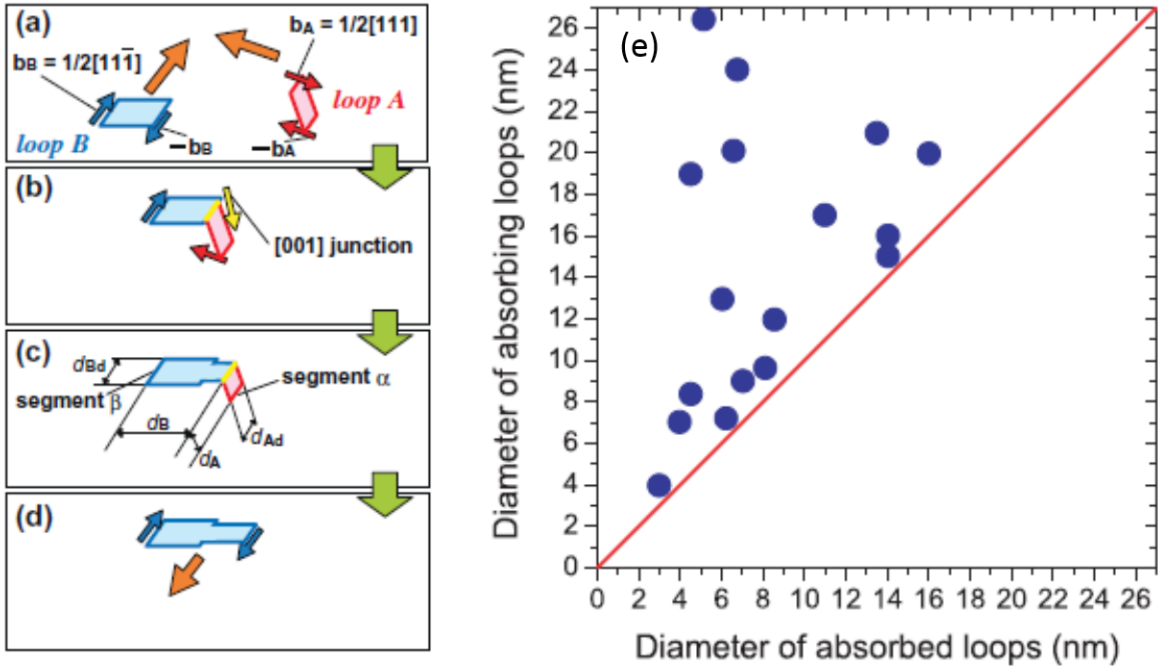 (a)
bA = 1/2[111]
bB = 1/2[111̄]
loop A
loop B
−bB
−bA
(b)
[001] junction
(c)
dBd
segment α
segment β
dB
dAd
dA
(d)
(e)
Diameter of absorbing loops (nm)
26
24
22
20
18
16
14
12
10
8
6
4
2
0
0 2 4 6 8 10 12 14 16 18 20 22 24 26
Diameter of absorbed loops (nm)